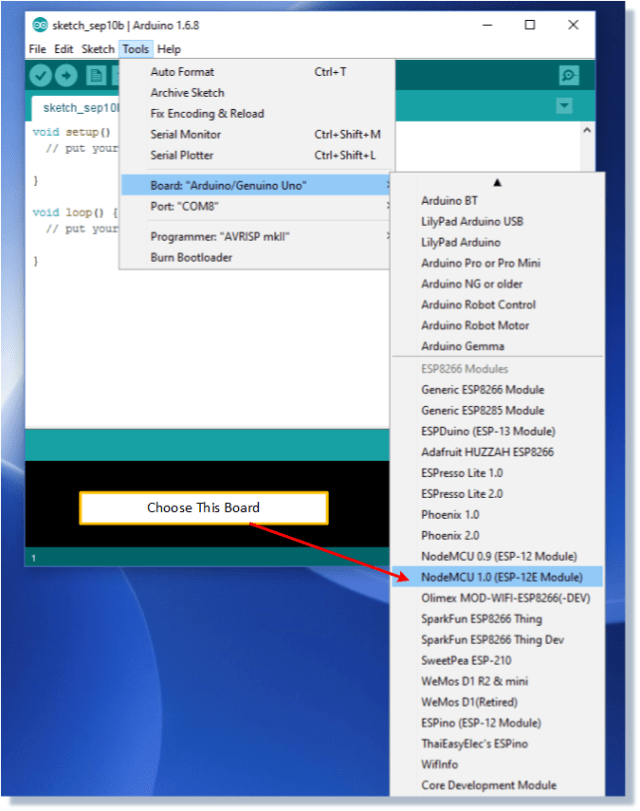 sketch_sep10b | Arduino 1.6.8
File Edit Sketch Tools Help
sketch_sep10
void setup()
// put your
}
void loop() {
// put your
}
Auto Format Ctrl+T
Archive Sketch
Fix Encoding & Reload
Serial Monitor Ctrl+Shift+M
Serial Plotter Ctrl+Shift+L
Board: "Arduino/Genuino Uno"
Port: "COM8"
Programmer: "AVRISP mkII"
Burn Bootloader
Arduino BT
LilyPad Arduino USB
LilyPad Arduino
Arduino Pro or Pro Mini
Arduino NG or older
Arduino Robot Control
Arduino Robot Motor
Arduino Gemma
ESP8266 Modules
Generic ESP8266 Module
Generic ESP8285 Module
ESPDuino (ESP-13 Module)
Adafruit HUZZAH ESP8266
ESPresso Lite 1.0
ESPresso Lite 2.0
Phoenix 1.0
Phoenix 2.0
NodeMCU 0.9 (ESP-12 Module)
NodeMCU 1.0 (ESP-12E Module)
Olimex MOD-WIFI-ESP8266(-DEV)
SparkFun ESP8266 Thing
SparkFun ESP8266 Thing Dev
SweetPea ESP-210
WeMos D1 R2 & mini
WeMos D1(Retired)
ESPino (ESP-12 Module)
ThaiEasyElec's ESPino
WifInfo
Core Development Module
Choose This Board
1